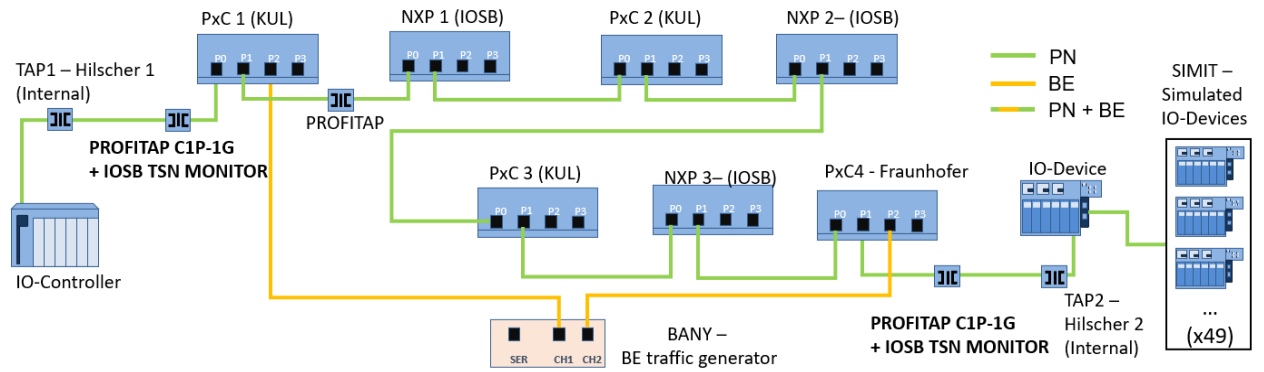 PxC 1 (KUL)
NXP 1 (IOSB)
PxC 2 (KUL)
NXP 2– (IOSB)
P0 P1 P2 P3
P0 P1 P2 P3
P0 P1 P2 P3
P0 P1 P2 P3
TAP1 – Hilscher 1
(Internal)
PROFITAP
PROFITAP C1P-1G
+ IOSB TSN MONITOR
PN
BE
PN + BE
SIMIT –
Simulated
IO-Devices
PxC 3 (KUL)
NXP 3– (IOSB)
PxC4 - Fraunhofer
IO-Device
P0 P1 P2 P3
P0 P1 P2 P3
P0 P1 P2 P3
IO-Controller
...
(x49)
SER CH1 CH2
BANY –
BE traffic generator
PROFITAP C1P-1G
+ IOSB TSN MONITOR
TAP2 –
Hilscher 2
(Internal)